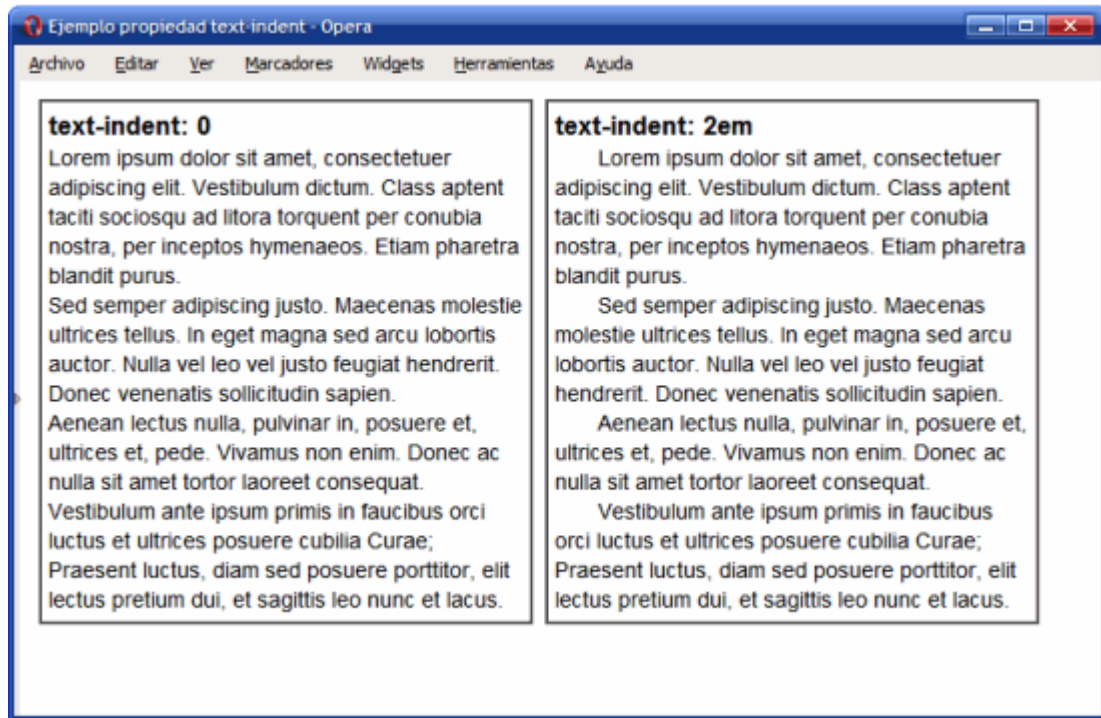 Ejemplo propiedad text-indent - Opera
Archivo Editar Ver Marcadores Widgets Herramientas Ayuda
text-indent: 0
Lorem ipsum dolor sit amet, consectetuer
adipiscing elit. Vestibulum dictum. Class aptent
taciti sociosqu ad litora torquent per conubia
nostra, per inceptos hymenaeos. Etiam pharetra
blandit purus.
Sed semper adipiscing justo. Maecenas molestie
ultrices tellus. In eget magna sed arcu lobortis
auctor. Nulla vel leo vel justo feugiat hendrerit.
Donec venenatis sollicitudin sapien.
Aenean lectus nulla, pulvinar in, posuere et,
ultrices et, pede. Vivamus non enim. Donec ac
nulla sit amet tortor laoreet consequat.
Vestibulum ante ipsum primis in faucibus orci
luctus et ultrices posuere cubilia Curae;
Praesent luctus, diam sed posuere porttitor, elit
lectus pretium dui, et sagittis leo nunc et lacus.
text-indent: 2em
Lorem ipsum dolor sit amet, consectetuer
adipiscing elit. Vestibulum dictum. Class aptent
taciti sociosqu ad litora torquent per conubia
nostra, per inceptos hymenaeos. Etiam pharetra
blandit purus.
Sed semper adipiscing justo. Maecenas
molestie ultrices tellus. In eget magna sed arcu
lobortis auctor. Nulla vel leo vel justo feugiat
hendrerit. Donec venenatis sollicitudin sapien.
Aenean lectus nulla, pulvinar in, posuere et,
ultrices et, pede. Vivamus non enim. Donec ac
nulla sit amet tortor laoreet consequat.
Vestibulum ante ipsum primis in faucibus
orci luctus et ultrices posuere cubilia Curae;
Praesent luctus, diam sed posuere porttitor, elit
lectus pretium dui, et sagittis leo nunc et lacus.